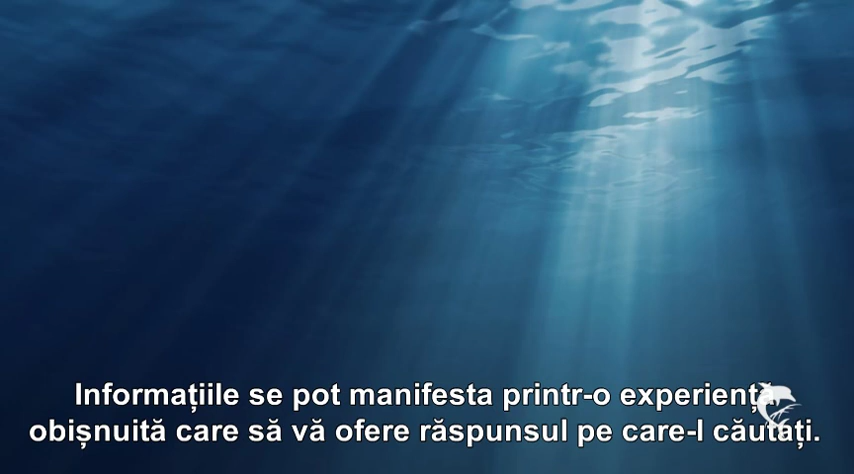 Informațiile se pot manifesta printr-o experiență
obișnuită care să vă ofere răspunsul pe care-l căutați.